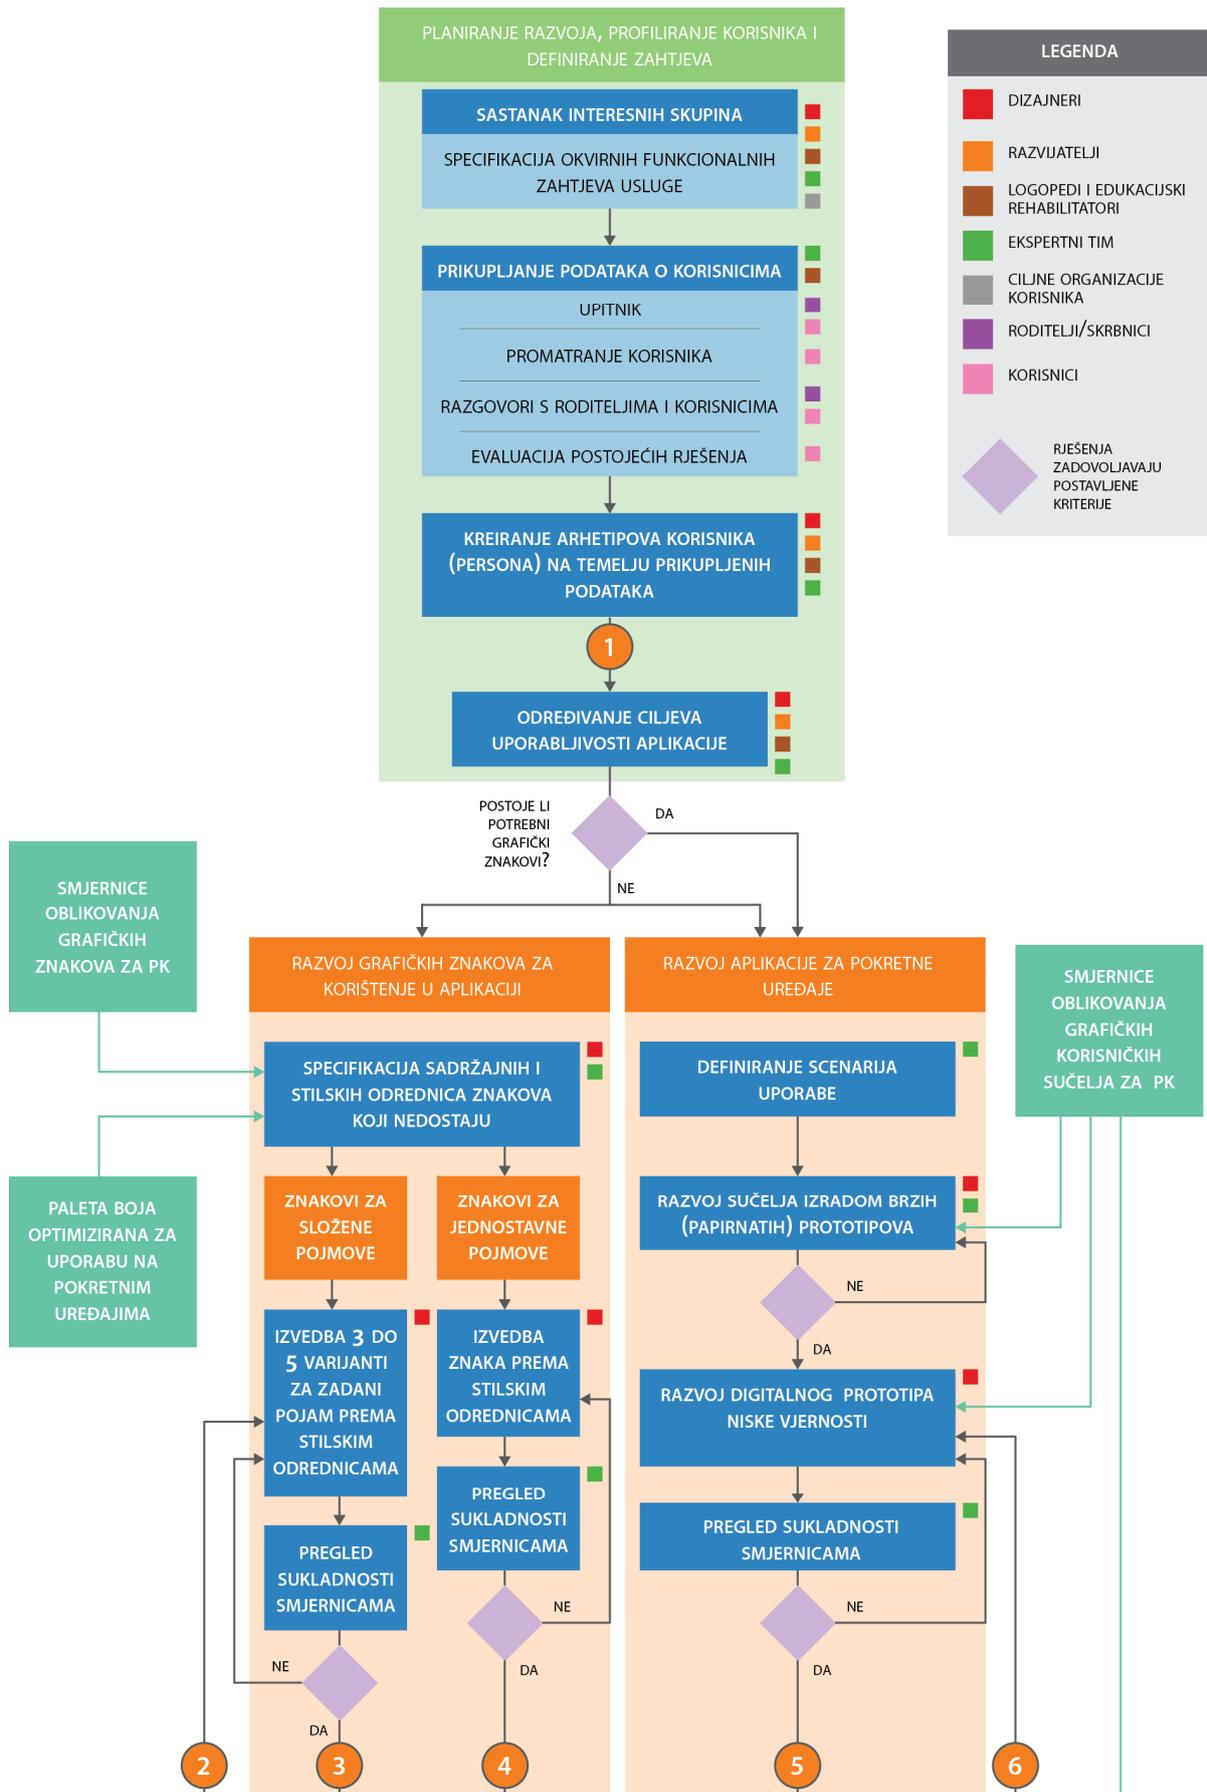 PLANIRANJE RAZVOJA, PROFILIRANJE KORISNIKA I
DEFINIRANJE ZAHTJEVA
SASTANAK INTERESNIH SKUPINA
SPECIFIKACIJA OKVIRNIH FUNKCIONALNIH
ZAHTJEVA USLUGE
PRIKUPLJANJE PODATAKA O KORISNICIMA
UPITNIK
PROMATRANJE KORISNIKA
RAZGOVORI S RODITELJIMA I KORISNICIMA
EVALUACIJA POSTOJEĆIH RJEŠENJA
KREIRANJE ARHETIPOVA KORISNIKA
(PERSONA) NA TEMELJU PRIKUPLJENIH
PODATAKA
1
ODREĐIVANJE CILJEVA
UPORABLJIVOSTI APLIKACIJE
LEGENDA
DIZAJNERI
RAZVIJATELJI
LOGOPEDI I EDUKACIJSKI
REHABILITATORI
EKSPERTNI TIM
CILJNE ORGANIZACIJE
KORISNIKA
RODITELJI/SKRBNICI
KORISNICI
RJEŠENJA
ZADOVOLJAVAJU
POSTAVLJENE
KRITERIJE
POSTOJE LI
POTREBNI
GRAFIČKI
ZNAKOVI?
DA
NE
SMJERNICE
OBLIKOVANJA
GRAFIČKIH
ZNAKOVA ZA PK
PALETA BOJA
OPTIMIZIRANA ZA
UPORABU NA
POKRETNIM
UREĐAJIMA
RAZVOJ GRAFIČKIH ZNAKOVA ZA
KORIŠTENJE U APLIKACIJI
SPECIFIKACIJA SADRŽAJNIH I
STILSKIH ODREDNICA ZNAKOVA
KOJI NEDOSTAJU
ZNAKOVI ZA
SLOŽENE
POJMOVE
IZVEDBA 3 DO
5 VARIJANTI
ZA ZADANI
POJAM PREMA
STILSKIM
ODREDNICAMA
PREGLED
SUKLADNOSTI
SMJERNICAMA
NE
DA
ZNAKOVI ZA
JEDNOSTAVNE
POJMOVE
IZVEDBA
ZNAKA PREMA
STILSKIM
ODREDNICAMA
PREGLED
SUKLADNOSTI
SMJERNICAMA
NE
DA
RAZVOJ APLIKACIJE ZA POKRETNE
UREĐAJE
DEFINIRANJE SCENARIJA
UPORABE
RAZVOJ SUČELJA IZRADOM BRZIH
(PAPIRNATIH) PROTOTIPOVA
NE
DA
RAZVOJ DIGITALNOG PROTOTIPA
NISKE VJERNOSTI
PREGLED SUKLADNOSTI
SMJERNICAMA
NE
DA
SMJERNICE
OBLIKOVANJA
GRAFIČKIH
KORISNIČKIH
SUČELJA ZA PK
2
3
4
5
6